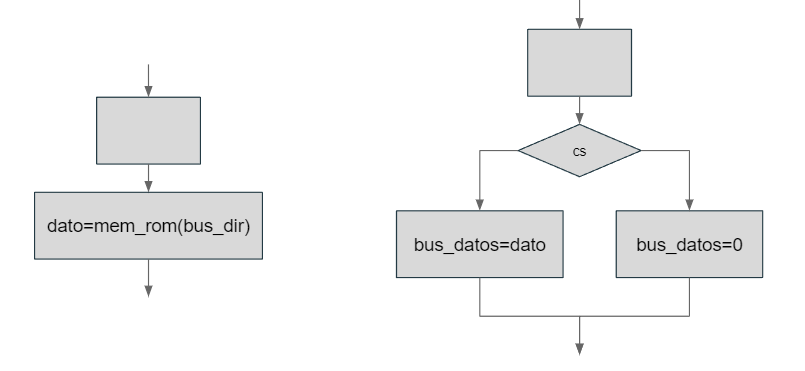 dato=mem_rom(bus_dir)
cs
bus_datos=dato
bus_datos=0